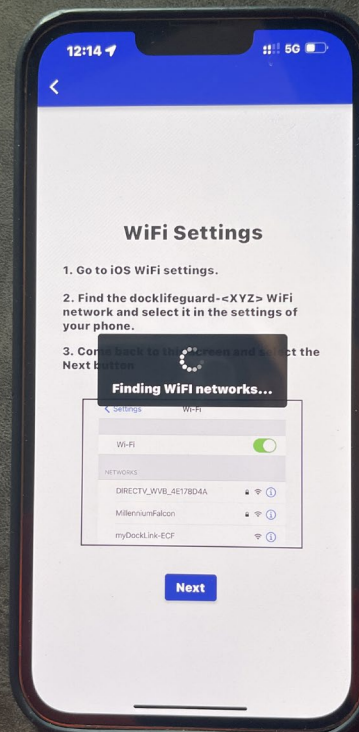 12:14
5G
WiFi Settings
1. Go to iOS WiFi settings.
2. Find the docklifeguard-<XYZ> WiFi
network and select it in the settings of
your phone.
3. Come back to this screen and select the
Next button
Finding WiFI networks...
Settings Wi-Fi
Wi-Fi
NETWORKS
DIRECTV_WVB_4E178D4A
MillenniumFalcon
myDockLink-ECF
Next